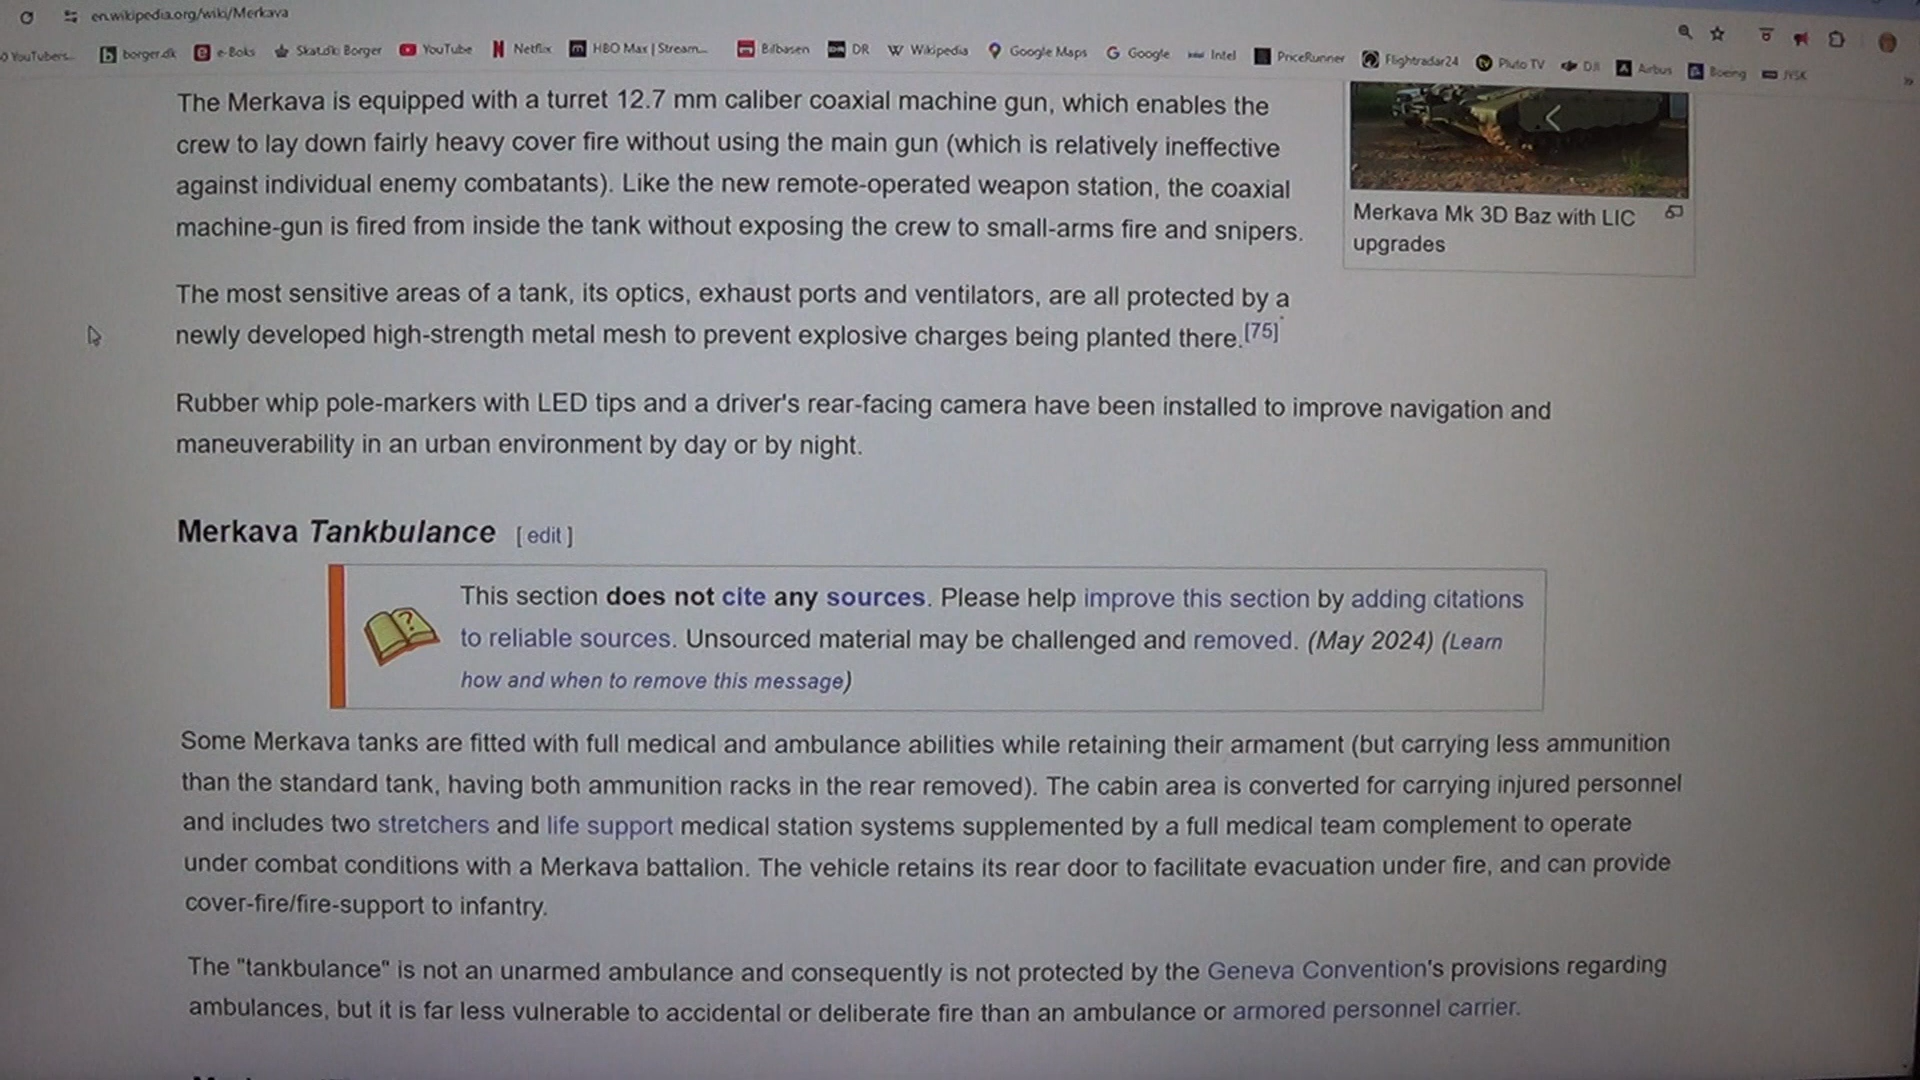 en.wikipedia.org/wiki/Merkava
YouTubers... borger.dk e-Boks Skat.dk: Borger YouTube Netflix HBO Max | Stream... Bilbasen DR Wikipedia Google Maps Google Intel PriceRunner Flightradar24 Pluto TV DJI Airbus Boeing JYSK
The Merkava is equipped with a turret 12.7 mm caliber coaxial machine gun, which enables the
crew to lay down fairly heavy cover fire without using the main gun (which is relatively ineffective
against individual enemy combatants). Like the new remote-operated weapon station, the coaxial
machine-gun is fired from inside the tank without exposing the crew to small-arms fire and snipers.
Merkava Mk 3D Baz with LIC
upgrades
The most sensitive areas of a tank, its optics, exhaust ports and ventilators, are all protected by a
newly developed high-strength metal mesh to prevent explosive charges being planted there.[75]
Rubber whip pole-markers with LED tips and a driver's rear-facing camera have been installed to improve navigation and
maneuverability in an urban environment by day or by night.
Merkava Tankbulance [ edit ]
This section does not cite any sources. Please help improve this section by adding citations
to reliable sources. Unsourced material may be challenged and removed. (May 2024) (Learn
how and when to remove this message)
Some Merkava tanks are fitted with full medical and ambulance abilities while retaining their armament (but carrying less ammunition
than the standard tank, having both ammunition racks in the rear removed). The cabin area is converted for carrying injured personnel
and includes two stretchers and life support medical station systems supplemented by a full medical team complement to operate
under combat conditions with a Merkava battalion. The vehicle retains its rear door to facilitate evacuation under fire, and can provide
cover-fire/fire-support to infantry.
The "tankbulance" is not an unarmed ambulance and consequently is not protected by the Geneva Convention's provisions regarding
ambulances, but it is far less vulnerable to accidental or deliberate fire than an ambulance or armored personnel carrier.